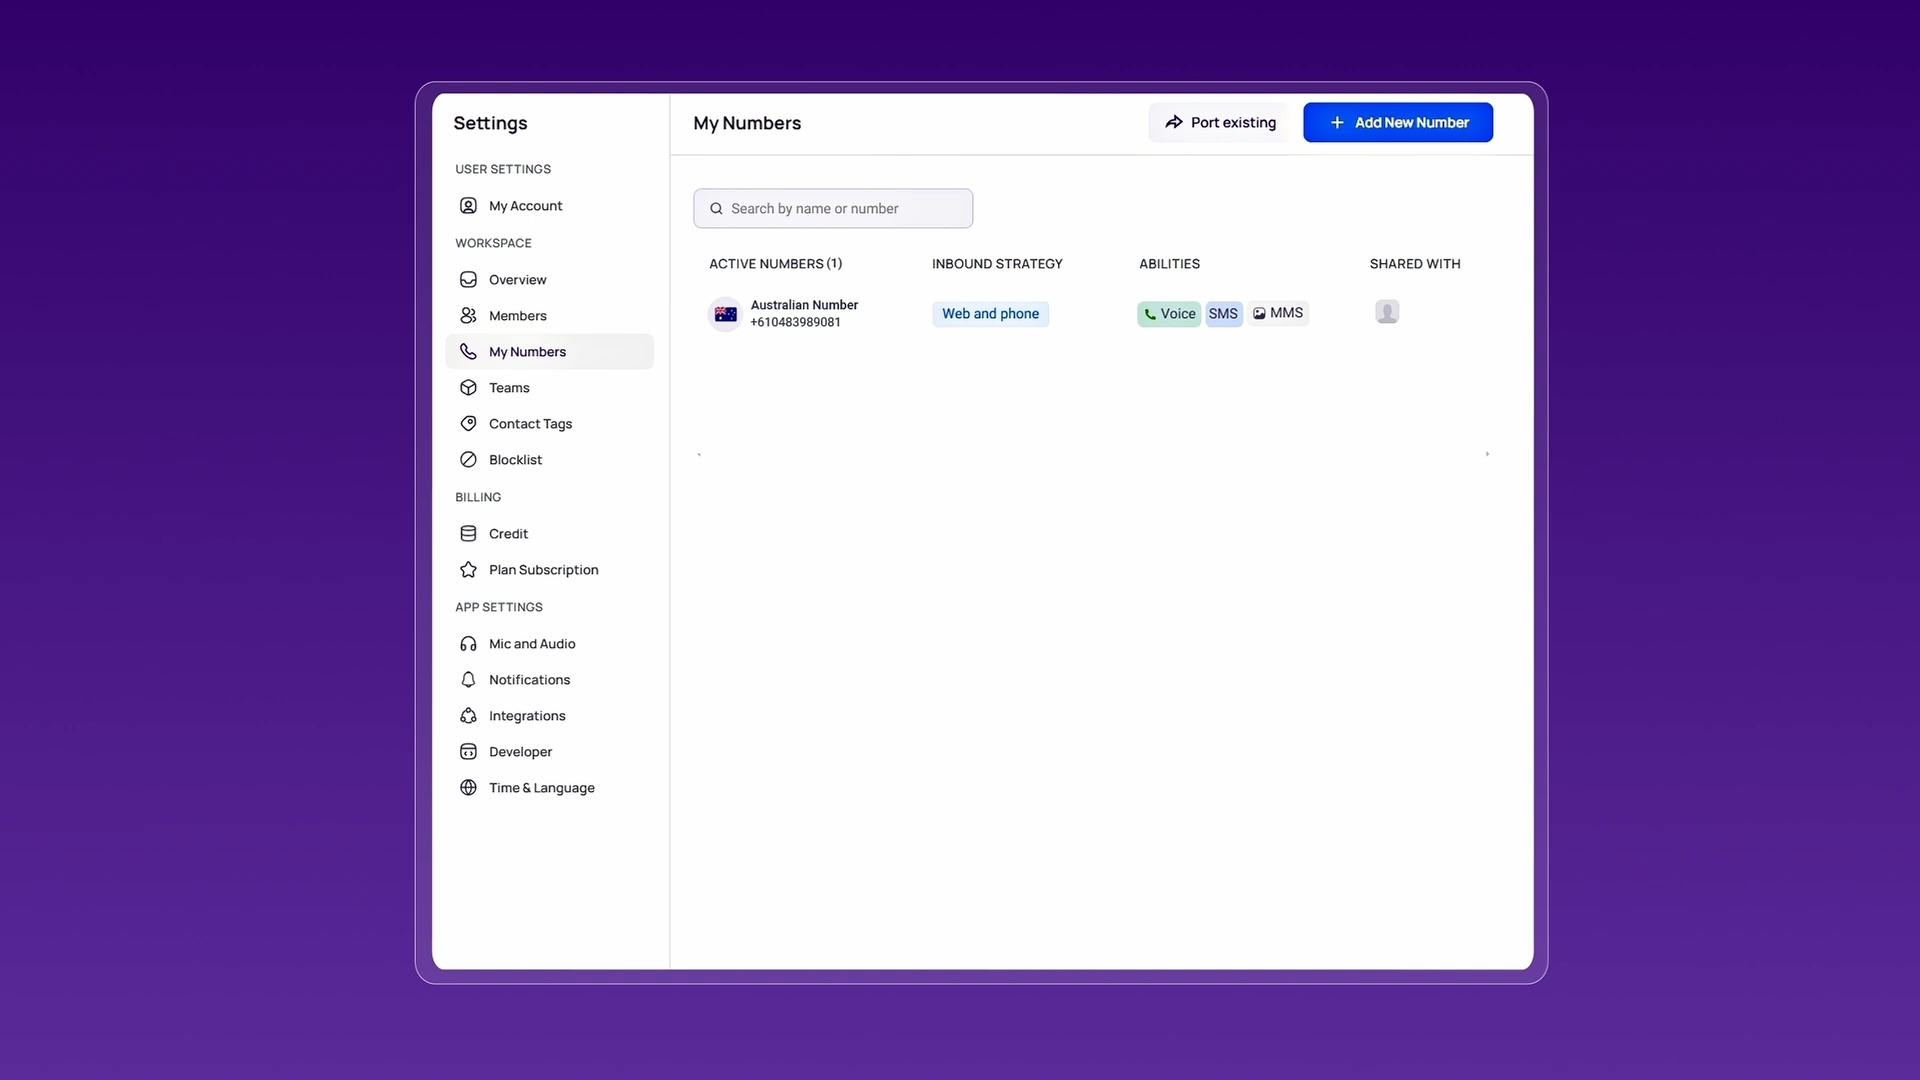 Settings
USER SETTINGS
My Account
WORKSPACE
Overview
Members
My Numbers
Teams
Contact Tags
Blocklist
BILLING
Credit
Plan Subscription
APP SETTINGS
Mic and Audio
Notifications
Integrations
Developer
Time & Language
My Numbers
Port existing
+ Add New Number
Search by name or number
ACTIVE NUMBERS (1) INBOUND STRATEGY ABILITIES SHARED WITH
Australian Number
+610483989081
Web and phone
Voice SMS MMS